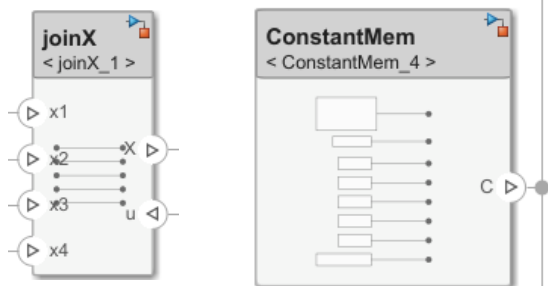 joinX
< joinX_1 >
x1
x2
x3
x4
X
u
ConstantMem
< ConstantMem_4 >
C